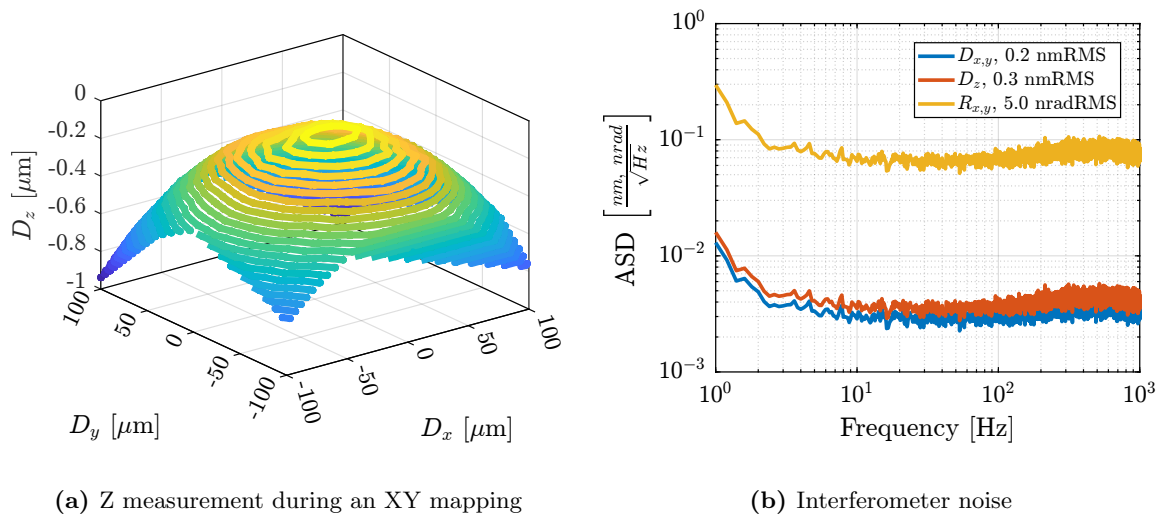 0
-0.2
-0.4
-0.6
-0.8
-1
D_z [μm]
100
50
0
-50
-100
D_y [μm]
-100
-50
0
50
100
D_x [μm]
(a) Z measurement during an XY mapping
10^0
10^-1
10^-2
10^-3
ASD [nm, nrad / √Hz]
D_x,y, 0.2 nmRMS
D_z, 0.3 nmRMS
R_x,y, 5.0 nradRMS
10^0 10^1 10^2 10^3
Frequency [Hz]
(b) Interferometer noise